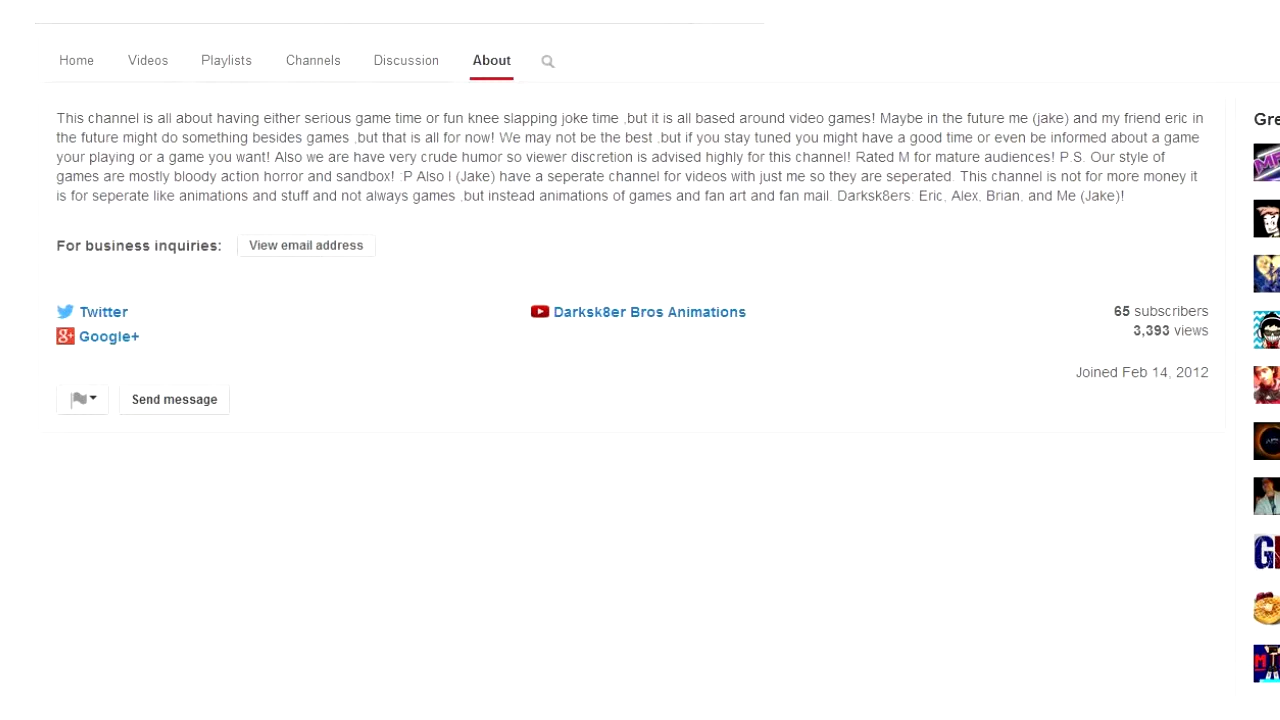 Home Videos Playlists Channels Discussion About
This channel is all about having either serious game time or fun knee slapping joke time ,but it is all based around video games! Maybe in the future me (jake) and my friend eric in
the future might do something besides games ,but that is all for now! We may not be the best ,but if you stay tuned you might have a good time or even be informed about a game
your playing or a game you want! Also we are have very crude humor so viewer discretion is advised highly for this channel! Rated M for mature audiences! P.S. Our style of
games are mostly bloody action horror and sandbox! :P Also I (Jake) have a seperate channel for videos with just me so they are seperated. This channel is not for more money it
is for seperate like animations and stuff and not always games ,but instead animations of games and fan art and fan mail. Darksk8ers: Eric, Alex, Brian, and Me (Jake)!
For business inquiries: View email address
Twitter
Google+
Darksk8er Bros Animations
65 subscribers
3,393 views
Joined Feb 14, 2012
Send message
Gre